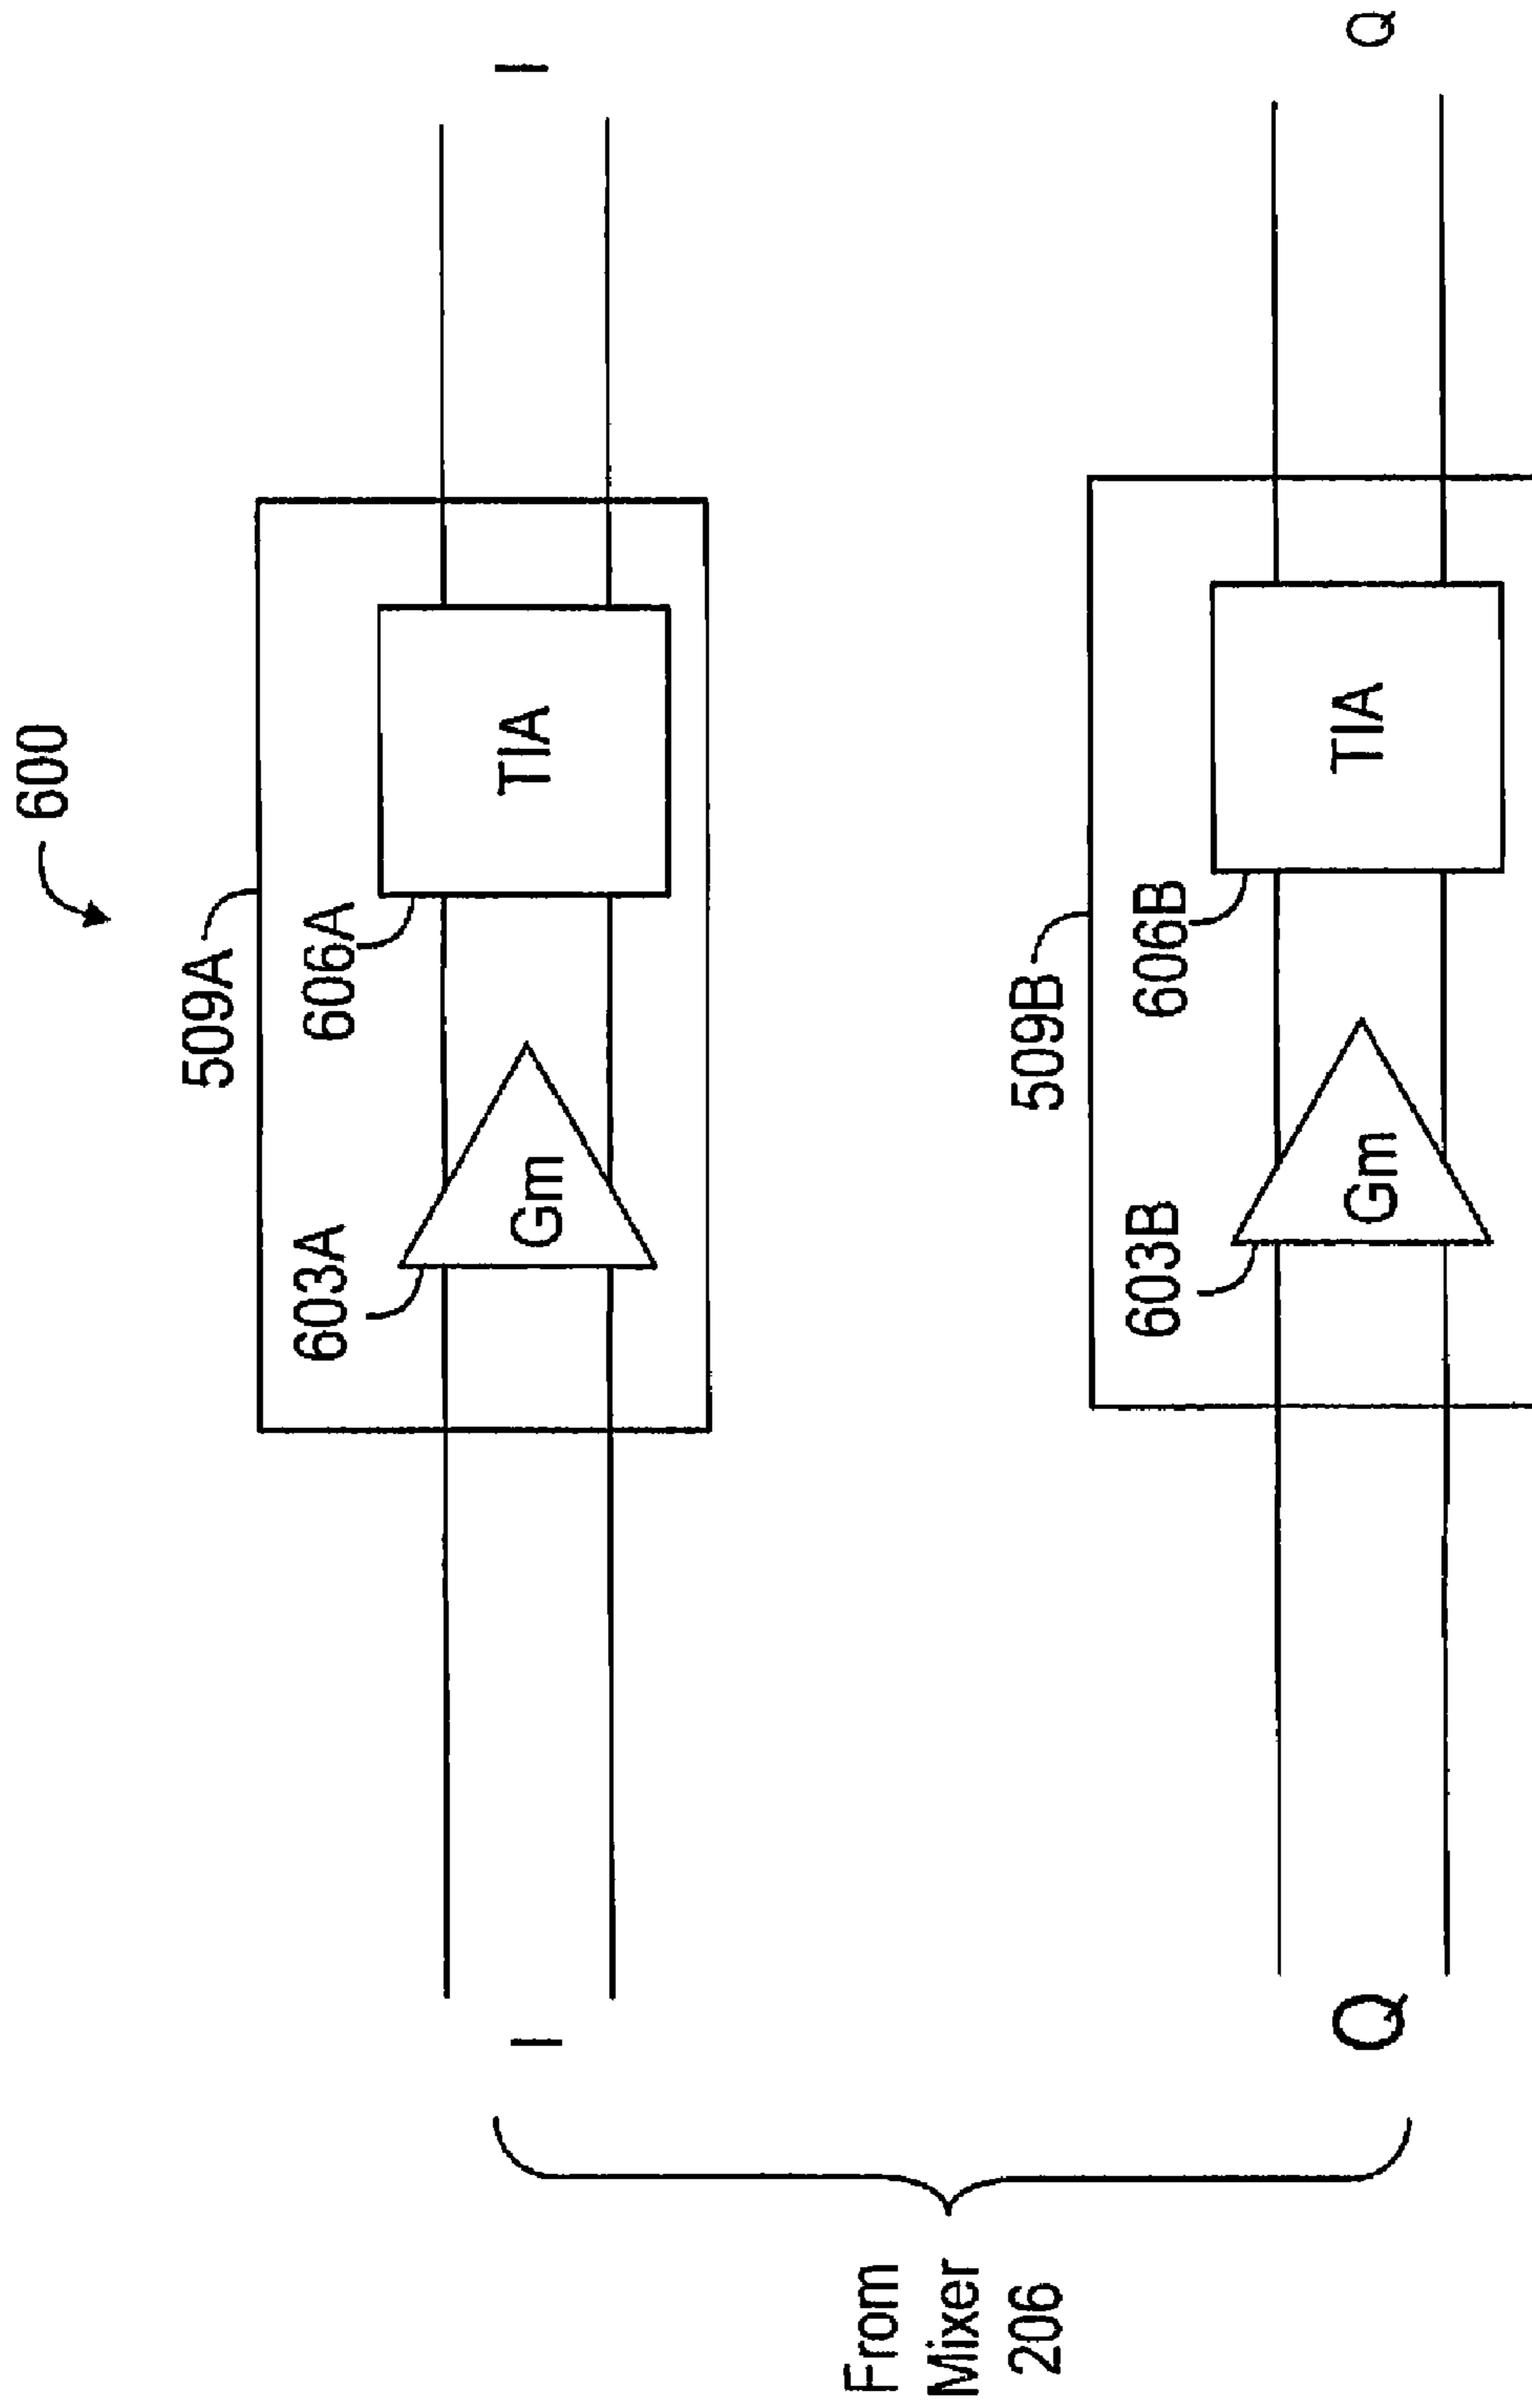 600
509A
603A
606A
I
Gm
TIA
I
509B
From
Mixer
206
603B
606B
Q
Gm
TIA
Q